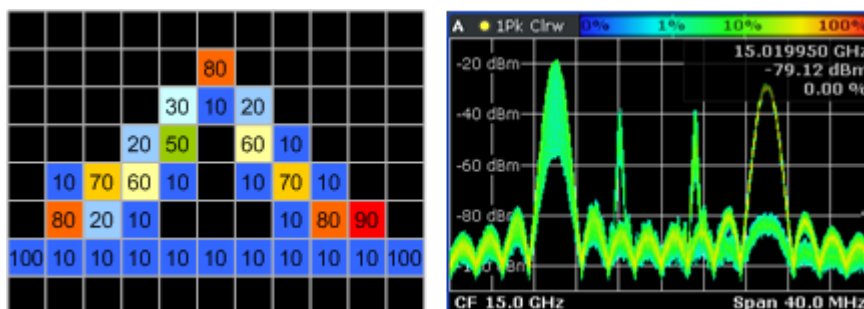 80
30 10 20
20 50 60 10
10 70 60 10 10 70 10
80 20 10 10 80 90
100 10 10 10 10 10 10 10 10 10 100
A 1Pk Clrw 0% 1% 10% 100%
15.019950 GHz
-20 dBm
-79.12 dBm
0.00 %
-40 dBm
-60 dBm
-80 dBm
CF 15.0 GHz Span 40.0 MHz